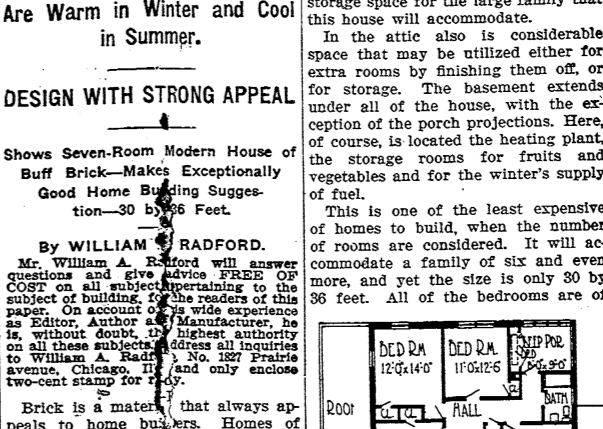 Are Warm in Winter and Cool
in Summer.
DESIGN WITH STRONG APPEAL
Shows Seven-Room Modern House of
Buff Brick—Makes Exceptionally
Good Home Building Sugges-
tion—30 by 36 Feet.
By WILLIAM RADFORD.
Mr. William A. Radford will answer
questions and give advice FREE OF
COST on all subjects pertaining to the
subject of building, for the readers of this
paper. On account of his wide experience
as Editor, Author and Manufacturer, he
is, without doubt, the highest authority
on all these subjects. Address all inquiries
to William A. Radford, No. 1827 Prairie
avenue, Chicago, Ill., and only enclose
two-cent stamp for reply.
Brick is a material that always ap-
peals to home builders. Homes of
storage space for the large family that
this house will accommodate.
In the attic also is considerable
space that may be utilized either for
extra rooms by finishing them off, or
for storage. The basement extends
under all of the house, with the ex-
ception of the porch projections. Here,
of course, is located the heating plant,
the storage rooms for fruits and
vegetables and for the winter's supply
of fuel.
This is one of the least expensive
of homes to build, when the number
of rooms are considered. It will ac-
commodate a family of six and even
more, and yet the size is only 30 by
36 feet. All of the bedrooms are of
BED RM.
12'-0"x14'-0"
BED RM
11'-0"x12'-6"
BED
BATH
HALL
ROOF
CL
CL
CL